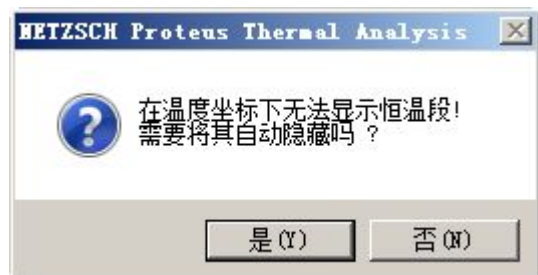 NETZSCH Proteus Thermal Analysis
在温度坐标下无法显示恒温段!
需要将其自动隐藏吗 ?
是(Y)
否(N)